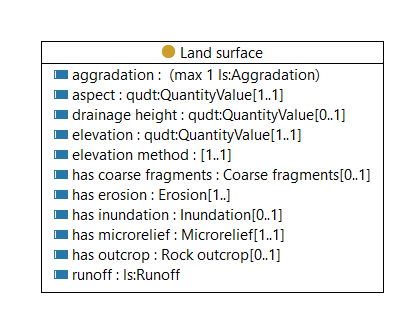 Land surface
aggradation : (max 1 ls:Aggradation)
aspect : qudt:QuantityValue[1..1]
drainage height : qudt:QuantityValue[0..1]
elevation : qudt:QuantityValue[1..1]
elevation method : [1..1]
has coarse fragments : Coarse fragments[0..1]
has erosion : Erosion[1..]
has inundation : Inundation[0..1]
has microrelief : Microrelief[1..1]
has outcrop : Rock outcrop[0..1]
runoff : ls:Runoff